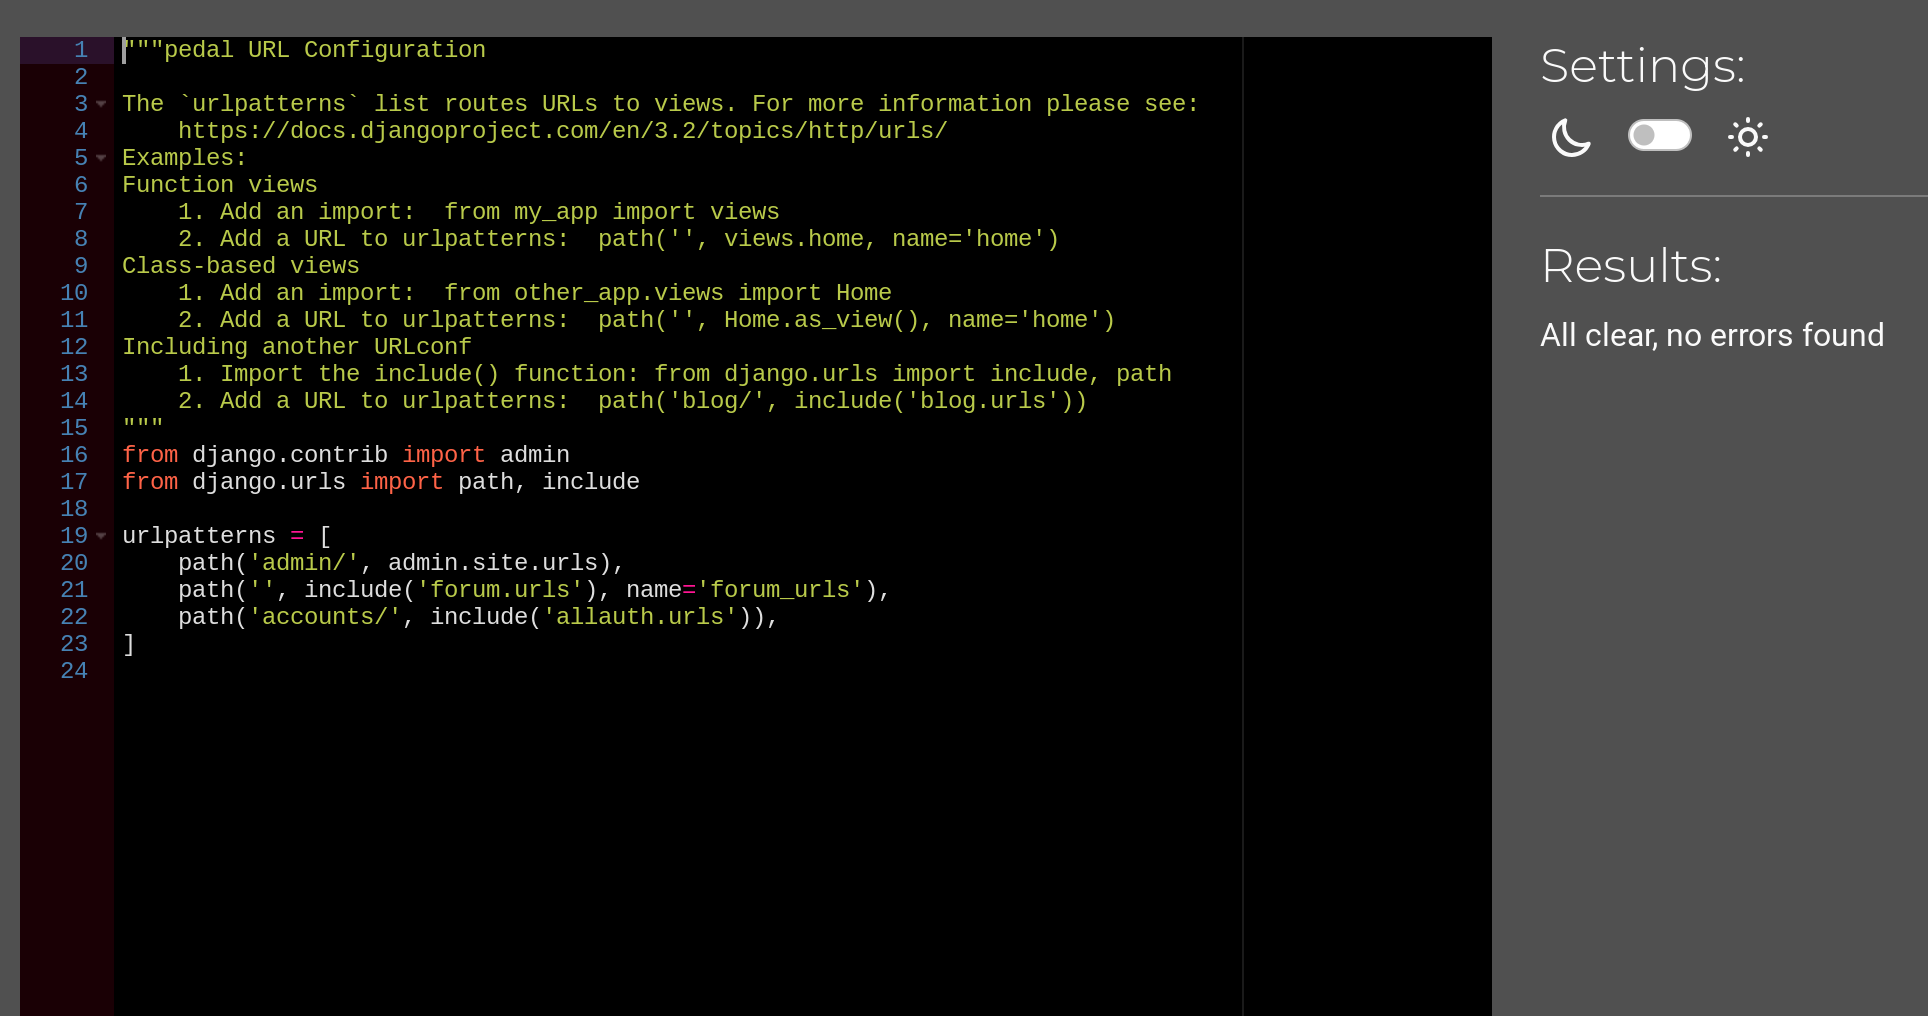 1 """pedal URL Configuration
2
3 The `urlpatterns` list routes URLs to views. For more information please see:
4     https://docs.djangoproject.com/en/3.2/topics/http/urls/
5 Examples:
6 Function views
7     1. Add an import:  from my_app import views
8     2. Add a URL to urlpatterns:  path('', views.home, name='home')
9 Class-based views
10     1. Add an import:  from other_app.views import Home
11     2. Add a URL to urlpatterns:  path('', Home.as_view(), name='home')
12 Including another URLconf
13     1. Import the include() function: from django.urls import include, path
14     2. Add a URL to urlpatterns:  path('blog/', include('blog.urls'))
15 """
16 from django.contrib import admin
17 from django.urls import path, include
18
19 urlpatterns = [
20     path('admin/', admin.site.urls),
21     path('', include('forum.urls'), name='forum_urls'),
22     path('accounts/', include('allauth.urls')),
23 ]
24
Settings:
Results:
All clear, no errors found